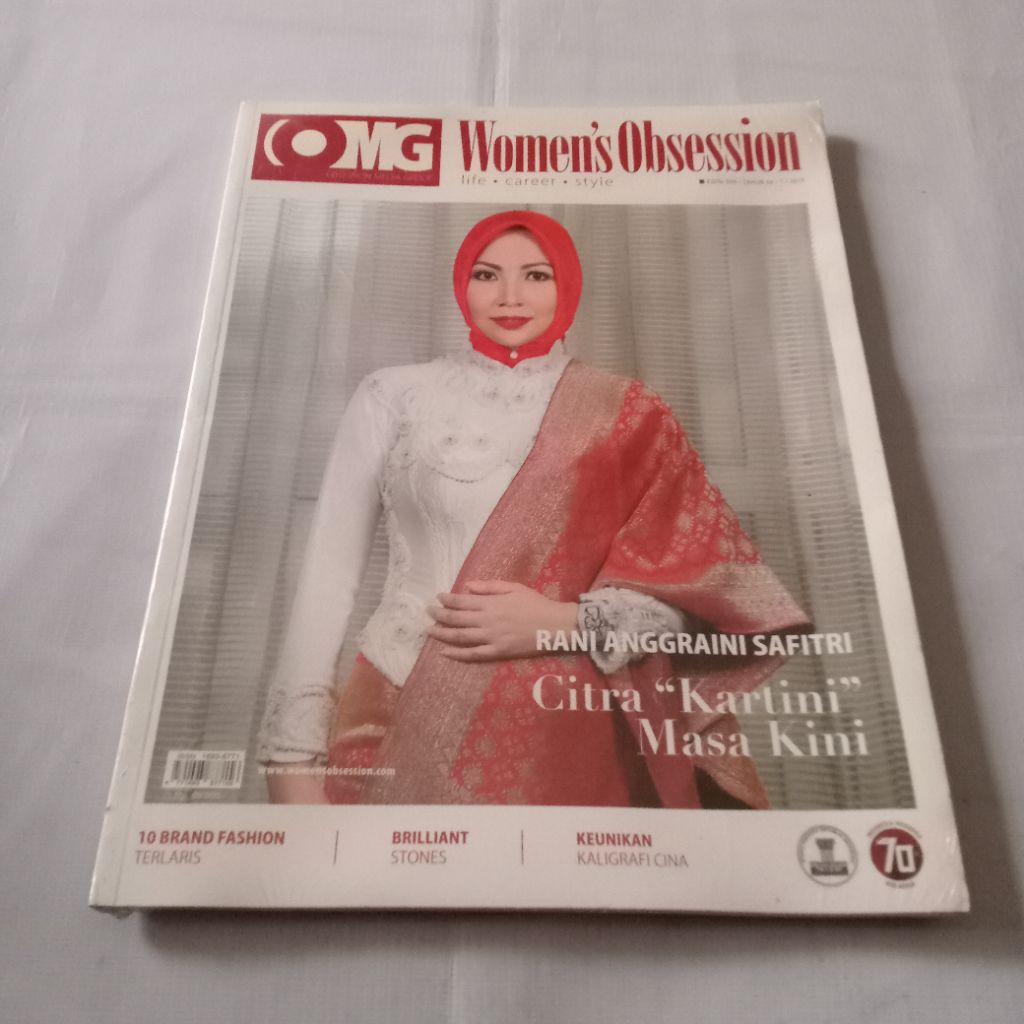 OMG
Women's Obsession
life • career • style
RANI ANGGRAINI SAFITRI
Citra "Kartini"
Masa Kini
www.womensobsession.com
10 BRAND FASHION
TERLARIS
BRILLIANT
STONES
KEUNIKAN
KALIGRAFI CINA
70